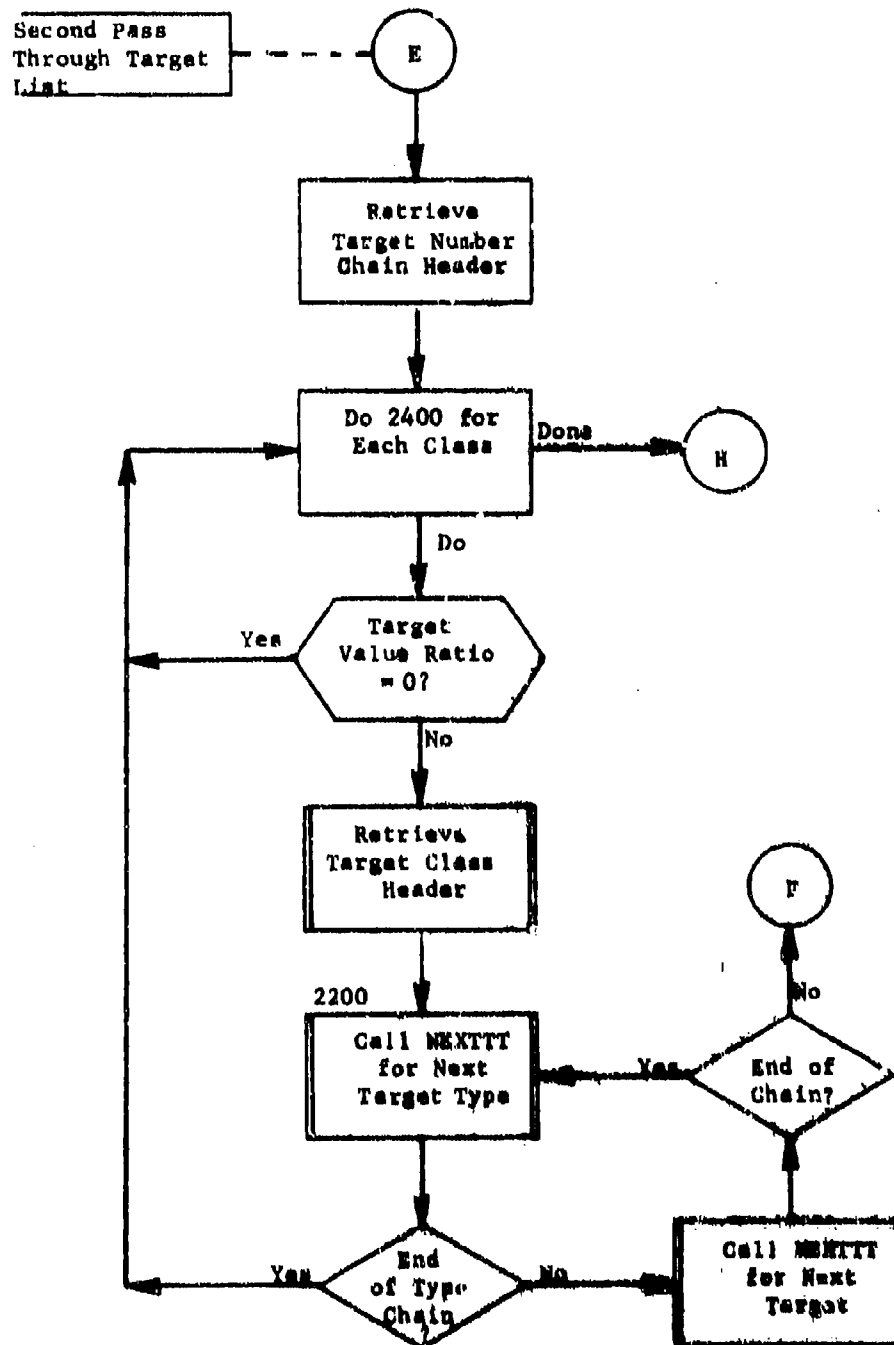 Second Pass
Through Target
List
E
Retrieve
Target Number
Chain Header
Do 2400 for
Each Class
Done
H
Do
Target
Value Ratio
= 0?
Yes
No
Retrieve
Target Class
Header
F
2200
Call NEXTTT
for Next
Target Type
No
Yes
End of
Chain?
End
of Type
Chain
?
Yes
No
Call NEXTTT
for Next
Target